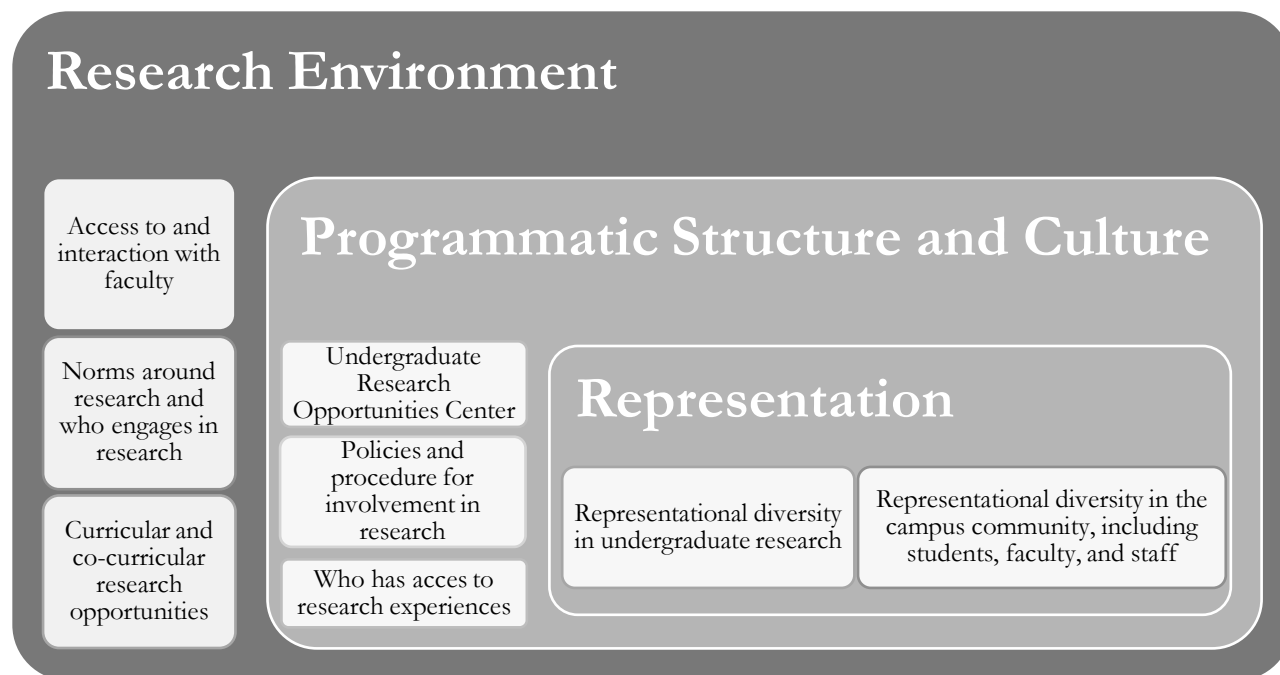 Research Environment
Access to and
interaction with
faculty
Norms around
research and
who engages in
research
Curricular and
co-curricular
research
opportunities
Programmatic Structure and Culture
Undergraduate
Research
Opportunities Center
Policies and
procedure for
involvement in
research
Who has acces to
research experiences
Representation
Representational diversity
in undergraduate research
Representational diversity in the
campus community, including
students, faculty, and staff